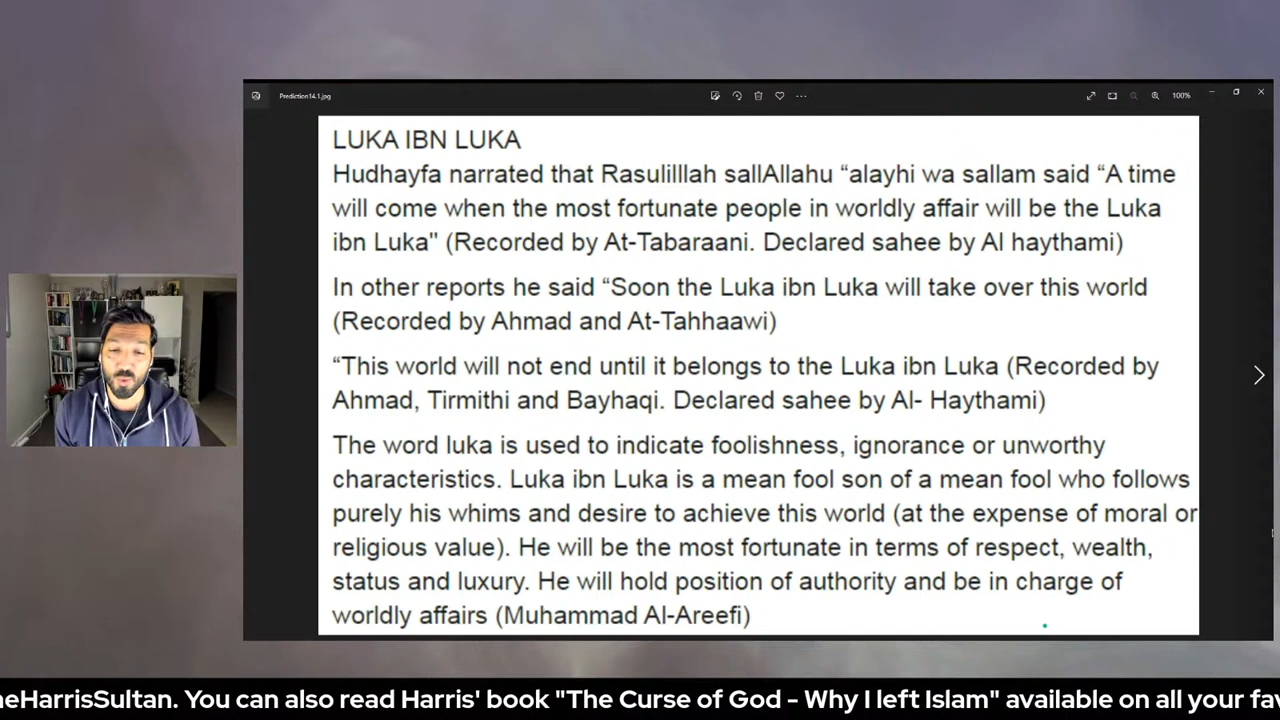 Prediction14.1.jpg
100%
LUKA IBN LUKA
Hudhayfa narrated that Rasulilllah sallAllahu “alayhi wa sallam said “A time
will come when the most fortunate people in worldly affair will be the Luka
ibn Luka" (Recorded by At-Tabaraani. Declared sahee by Al haythami)
In other reports he said “Soon the Luka ibn Luka will take over this world
(Recorded by Ahmad and At-Tahhaawi)
“This world will not end until it belongs to the Luka ibn Luka (Recorded by
Ahmad, Tirmithi and Bayhaqi. Declared sahee by Al- Haythami)
The word luka is used to indicate foolishness, ignorance or unworthy
characteristics. Luka ibn Luka is a mean fool son of a mean fool who follows
purely his whims and desire to achieve this world (at the expense of moral or
religious value). He will be the most fortunate in terms of respect, wealth,
status and luxury. He will hold position of authority and be in charge of
worldly affairs (Muhammad Al-Areefi)
heHarrisSultan. You can also read Harris' book "The Curse of God - Why I left Islam" available on all your fav